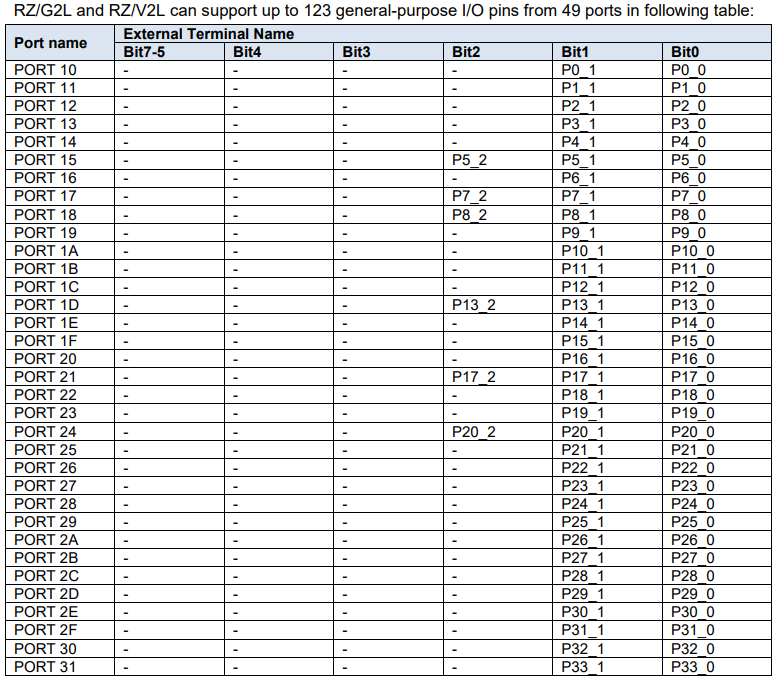 RZ/G2L and RZ/V2L can support up to 123 general-purpose I/O pins from 49 ports in following table:
Port name External Terminal Name
Bit7-5 Bit4 Bit3 Bit2 Bit1 Bit0
PORT 10 - - - - P0_1 P0_0
PORT 11 - - - - P1_1 P1_0
PORT 12 - - - - P2_1 P2_0
PORT 13 - - - - P3_1 P3_0
PORT 14 - - - - P4_1 P4_0
PORT 15 - - - P5_2 P5_1 P5_0
PORT 16 - - - - P6_1 P6_0
PORT 17 - - - P7_2 P7_1 P7_0
PORT 18 - - - P8_2 P8_1 P8_0
PORT 19 - - - - P9_1 P9_0
PORT 1A - - - - P10_1 P10_0
PORT 1B - - - - P11_1 P11_0
PORT 1C - - - - P12_1 P12_0
PORT 1D - - - P13_2 P13_1 P13_0
PORT 1E - - - - P14_1 P14_0
PORT 1F - - - - P15_1 P15_0
PORT 20 - - - - P16_1 P16_0
PORT 21 - - - P17_2 P17_1 P17_0
PORT 22 - - - - P18_1 P18_0
PORT 23 - - - - P19_1 P19_0
PORT 24 - - - P20_2 P20_1 P20_0
PORT 25 - - - - P21_1 P21_0
PORT 26 - - - - P22_1 P22_0
PORT 27 - - - - P23_1 P23_0
PORT 28 - - - - P24_1 P24_0
PORT 29 - - - - P25_1 P25_0
PORT 2A - - - - P26_1 P26_0
PORT 2B - - - - P27_1 P27_0
PORT 2C - - - - P28_1 P28_0
PORT 2D - - - - P29_1 P29_0
PORT 2E - - - - P30_1 P30_0
PORT 2F - - - - P31_1 P31_0
PORT 30 - - - - P32_1 P32_0
PORT 31 - - - - P33_1 P33_0